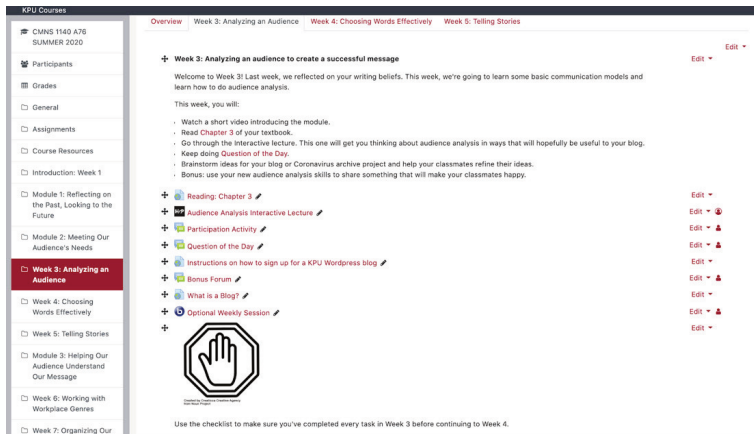 KPU Courses
CMNS 1140 A76
SUMMER 2020
Participants
Grades
General
Assignments
Course Resources
Introduction: Week 1
Module 1: Reflecting on
the Past, Looking to the
Future
Module 2: Meeting Our
Audience's Needs
Week 3: Analyzing an
Audience
Week 4: Choosing
Words Effectively
Week 5: Telling Stories
Module 3: Helping Our
Audience Understand
Our Message
Week 6: Working with
Workplace Genres
Week 7: Organizing Our
Overview Week 3: Analyzing an Audience Week 4: Choosing Words Effectively Week 5: Telling Stories
Edit
Week 3: Analyzing an audience to create a successful message Edit
Welcome to Week 3! Last week, we reflected on your writing beliefs. This week, we're going to learn some basic communication models and
learn how to do audience analysis.
This week, you will:
Watch a short video introducing the module.
Read Chapter 3 of your textbook.
Go through the Interactive lecture. This one will get you thinking about audience analysis in ways that will hopefully be useful to your blog.
Keep doing Question of the Day.
Brainstorm ideas for your blog or Coronavirus archive project and help your classmates refine their ideas.
Bonus: use your new audience analysis skills to share something that will make your classmates happy.
Reading: Chapter 3 Edit
H-P Audience Analysis Interactive Lecture Edit
Participation Activity Edit
Question of the Day Edit
Instructions on how to sign up for a KPU Wordpress blog Edit
Bonus Forum Edit
What is a Blog? Edit
b Optional Weekly Session Edit
Edit
Created by Creativica Creative Agency
from Noun Project
Use the checklist to make sure you've completed every task in Week 3 before continuing to Week 4.